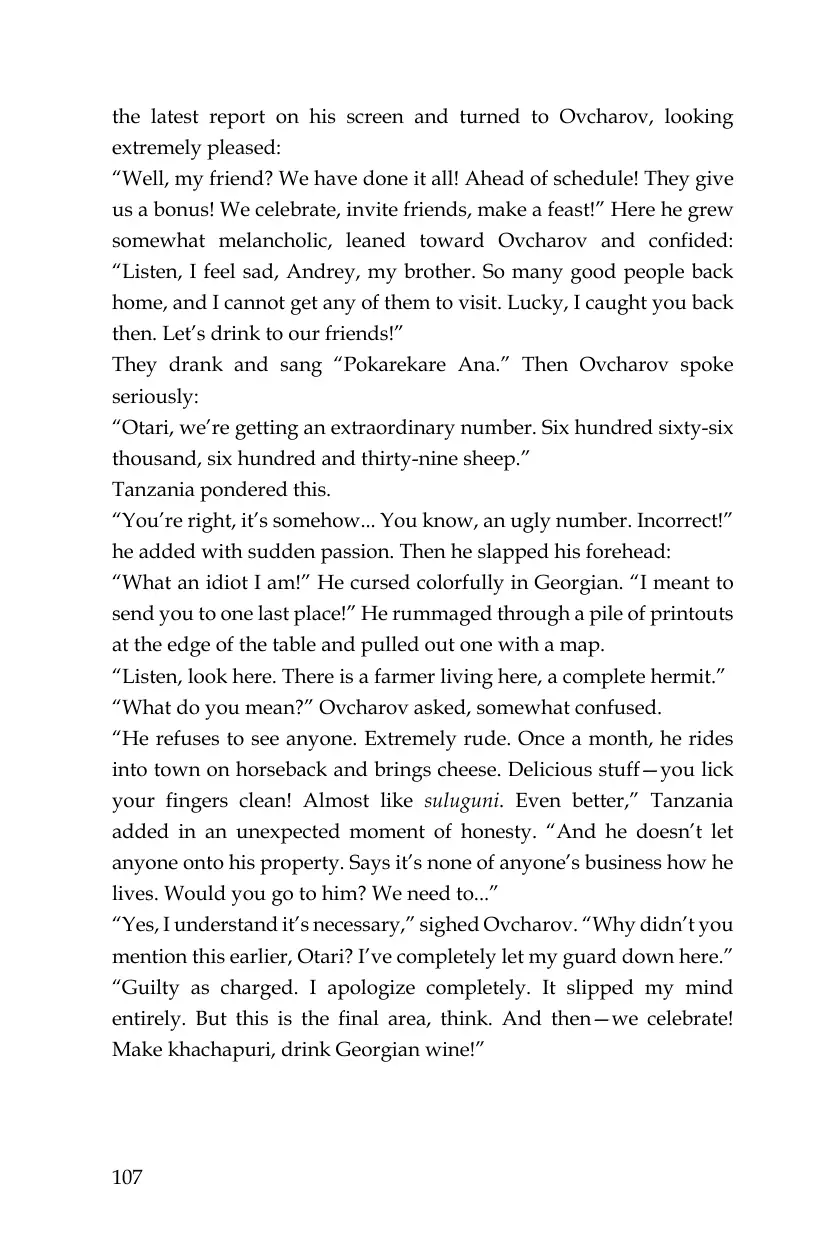 the latest report on his screen and turned to Ovcharov, looking
extremely pleased:
“Well, my friend? We have done it all! Ahead of schedule! They give
us a bonus! We celebrate, invite friends, make a feast!” Here he grew
somewhat melancholic, leaned toward Ovcharov and confided:
“Listen, I feel sad, Andrey, my brother. So many good people back
home, and I cannot get any of them to visit. Lucky, I caught you back
then. Let’s drink to our friends!”
They drank and sang “Pokarekare Ana.” Then Ovcharov spoke
seriously:
“Otari, we’re getting an extraordinary number. Six hundred sixty-six
thousand, six hundred and thirty-nine sheep.”
Tanzania pondered this.
“You’re right, it’s somehow... You know, an ugly number. Incorrect!”
he added with sudden passion. Then he slapped his forehead:
“What an idiot I am!” He cursed colorfully in Georgian. “I meant to
send you to one last place!” He rummaged through a pile of printouts
at the edge of the table and pulled out one with a map.
“Listen, look here. There is a farmer living here, a complete hermit.”
“What do you mean?” Ovcharov asked, somewhat confused.
“He refuses to see anyone. Extremely rude. Once a month, he rides
into town on horseback and brings cheese. Delicious stuff—you lick
your fingers clean! Almost like suluguni. Even better,” Tanzania
added in an unexpected moment of honesty. “And he doesn’t let
anyone onto his property. Says it’s none of anyone’s business how he
lives. Would you go to him? We need to...”
“Yes, I understand it’s necessary,” sighed Ovcharov. “Why didn’t you
mention this earlier, Otari? I’ve completely let my guard down here.”
“Guilty as charged. I apologize completely. It slipped my mind
entirely. But this is the final area, think. And then—we celebrate!
Make khachapuri, drink Georgian wine!”
107